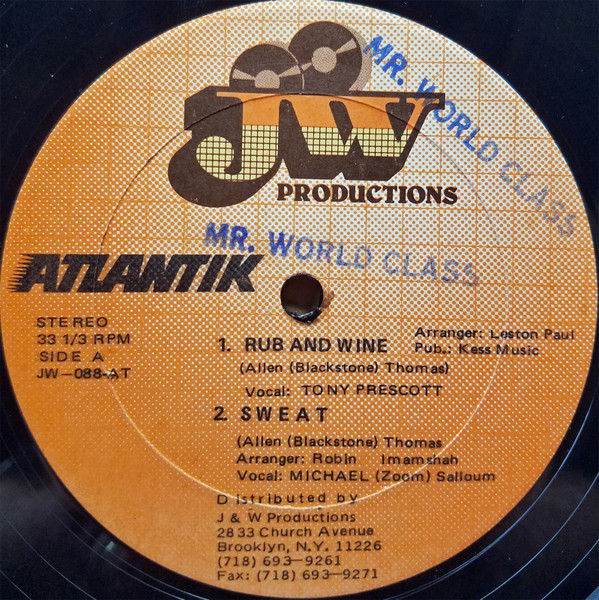 JW
PRODUCTIONS
MR. WORLD CLASS
MR. WORLD CLASS
ATLANTIK
STEREO
33 1/3 RPM
SIDE A
JW-088-AT
1. RUB AND WINE
Arranger: Leston Paul
Pub.: Kess Music
(Allen (Blackstone) Thomas)
Vocal: TONY PRESCOTT
2. SWEAT
(Allen (Blackstone) Thomas
Arranger: Robin Imamshah
Vocal: MICHAEL (Zoom) Salloum
Distributed by
J & W Productions
2833 Church Avenue
Brooklyn, N.Y. 11226
(718) 693-9261
Fax: (718) 693-9271